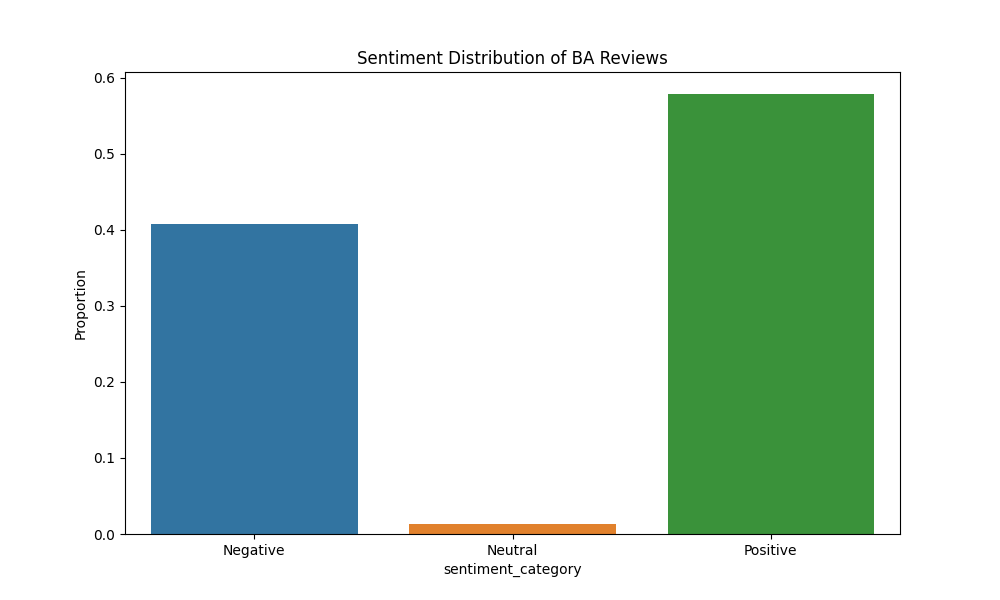 Sentiment Distribution of BA Reviews
0.6
0.5
0.4
0.3
0.2
0.1
0.0
Proportion
Negative Neutral Positive
sentiment_category